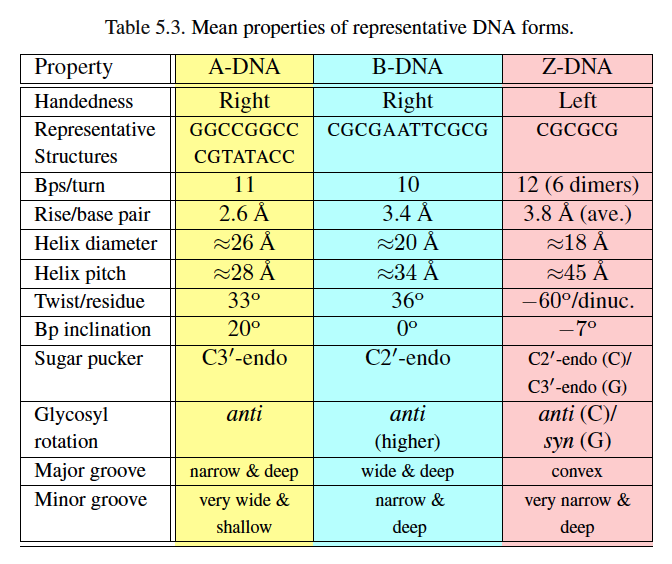 Table 5.3. Mean properties of representative DNA forms.
Property A-DNA B-DNA Z-DNA
Handedness Right Right Left
Representative GGCCGGCC CGCGAATTCGCG CGCGCG
Structures CGTATACC
Bps/turn 11 10 12 (6 dimers)
Rise/base pair 2.6 Å 3.4 Å 3.8 Å (ave.)
Helix diameter ≈26 Å ≈20 Å ≈18 Å
Helix pitch ≈28 Å ≈34 Å ≈45 Å
Twist/residue 33° 36° −60°/dinuc.
Bp inclination 20° 0° −7°
Sugar pucker C3′-endo C2′-endo C2′-endo (C)/
C3′-endo (G)
Glycosyl anti anti anti (C)/
rotation (higher) syn (G)
Major groove narrow & deep wide & deep convex
Minor groove very wide & narrow & very narrow &
shallow deep deep